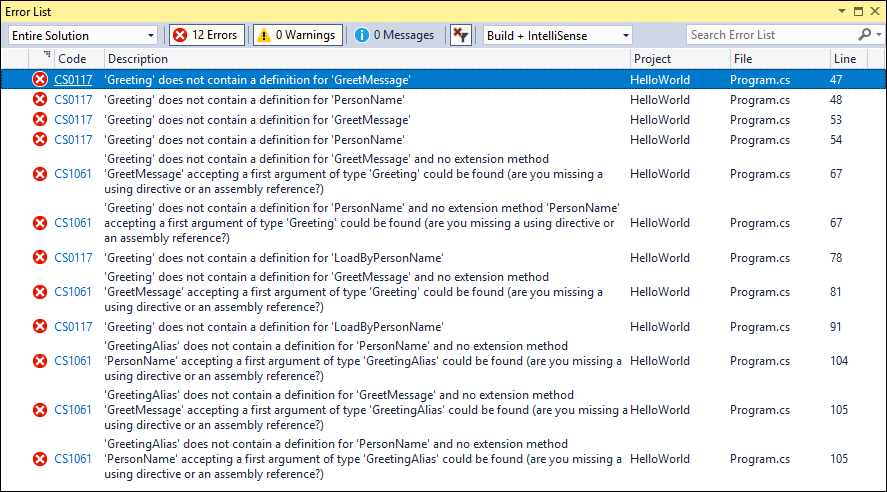 Error List
Entire Solution 12 Errors 0 Warnings 0 Messages Build + IntelliSense Search Error List
Code Description Project File Line
CS0117 'Greeting' does not contain a definition for 'GreetMessage' HelloWorld Program.cs 47
CS0117 'Greeting' does not contain a definition for 'PersonName' HelloWorld Program.cs 48
CS0117 'Greeting' does not contain a definition for 'GreetMessage' HelloWorld Program.cs 53
CS0117 'Greeting' does not contain a definition for 'PersonName' HelloWorld Program.cs 54
'Greeting' does not contain a definition for 'GreetMessage' and no extension method
CS1061 'GreetMessage' accepting a first argument of type 'Greeting' could be found (are you missing a HelloWorld Program.cs 67
using directive or an assembly reference?)
'Greeting' does not contain a definition for 'PersonName' and no extension method 'PersonName'
CS1061 accepting a first argument of type 'Greeting' could be found (are you missing a using directive or HelloWorld Program.cs 67
an assembly reference?)
CS0117 'Greeting' does not contain a definition for 'LoadByPersonName' HelloWorld Program.cs 78
'Greeting' does not contain a definition for 'GreetMessage' and no extension method
CS1061 'GreetMessage' accepting a first argument of type 'Greeting' could be found (are you missing a HelloWorld Program.cs 81
using directive or an assembly reference?)
CS0117 'Greeting' does not contain a definition for 'LoadByPersonName' HelloWorld Program.cs 91
'GreetingAlias' does not contain a definition for 'PersonName' and no extension method
CS1061 'PersonName' accepting a first argument of type 'GreetingAlias' could be found (are you missing a HelloWorld Program.cs 104
using directive or an assembly reference?)
'GreetingAlias' does not contain a definition for 'GreetMessage' and no extension method
CS1061 'GreetMessage' accepting a first argument of type 'GreetingAlias' could be found (are you missing a HelloWorld Program.cs 105
using directive or an assembly reference?)
'GreetingAlias' does not contain a definition for 'PersonName' and no extension method
CS1061 'PersonName' accepting a first argument of type 'GreetingAlias' could be found (are you missing a HelloWorld Program.cs 105
using directive or an assembly reference?)